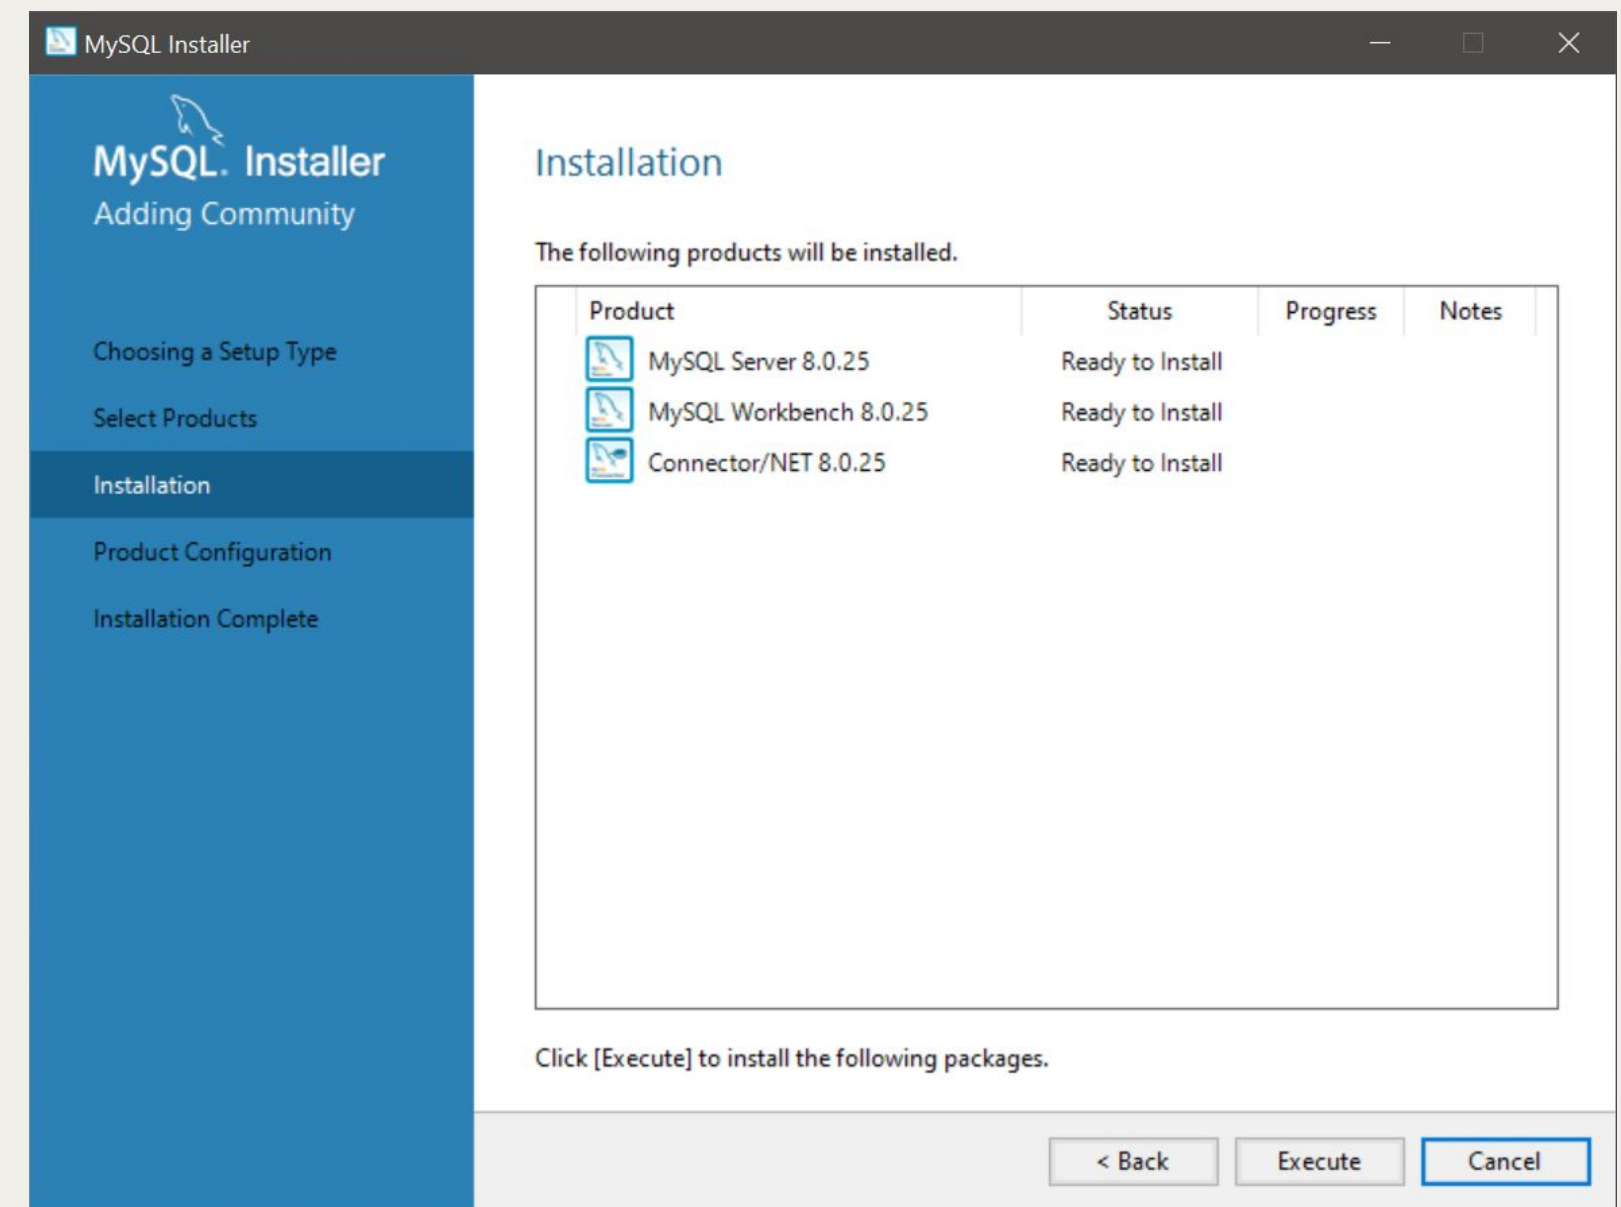 MySQL Installer
MySQL. Installer
Adding Community
Choosing a Setup Type
Select Products
Installation
Product Configuration
Installation Complete
Installation
The following products will be installed.
Product Status Progress Notes
MySQL Server 8.0.25 Ready to Install
MySQL Workbench 8.0.25 Ready to Install
Connector/NET 8.0.25 Ready to Install
Click [Execute] to install the following packages.
< Back Execute Cancel